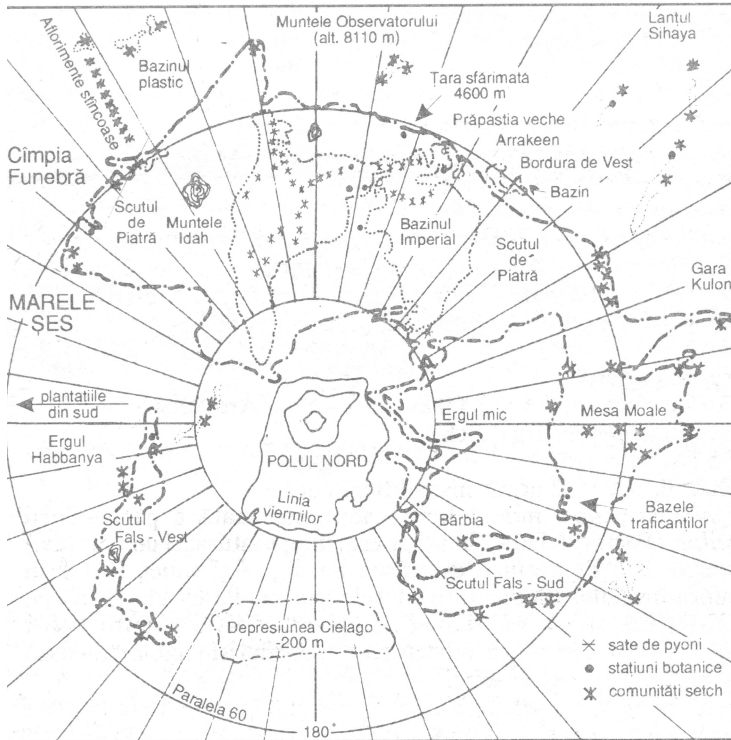 Muntele Observatorului
(alt. 8110 m)
Lanțul
Sihaya
Aflorimente stîncoase
Bazinul
plastic
Țara sfărîmată
4600 m
Prăpastia veche
Arrakeen
Bordura de Vest
Bazin
Cîmpia
Funebră
Scutul
de
Piatră
Muntele
Idah
Bazinul
Imperial
Scutul
de
Piatră
Gara
Kulon
MARELE
ȘES
plantațiile
din sud
Ergul
Habbanya
Ergul mic
Mesa Moale
POLUL NORD
Linia
viermilor
Bazele
traficanților
Bărbia
Scutul
Fals - Vest
Scutul Fals - Sud
Depresiunea Cielago
-200 m
sate de pyoni
stațiuni botanice
comunități setch
Paralela 60
180°